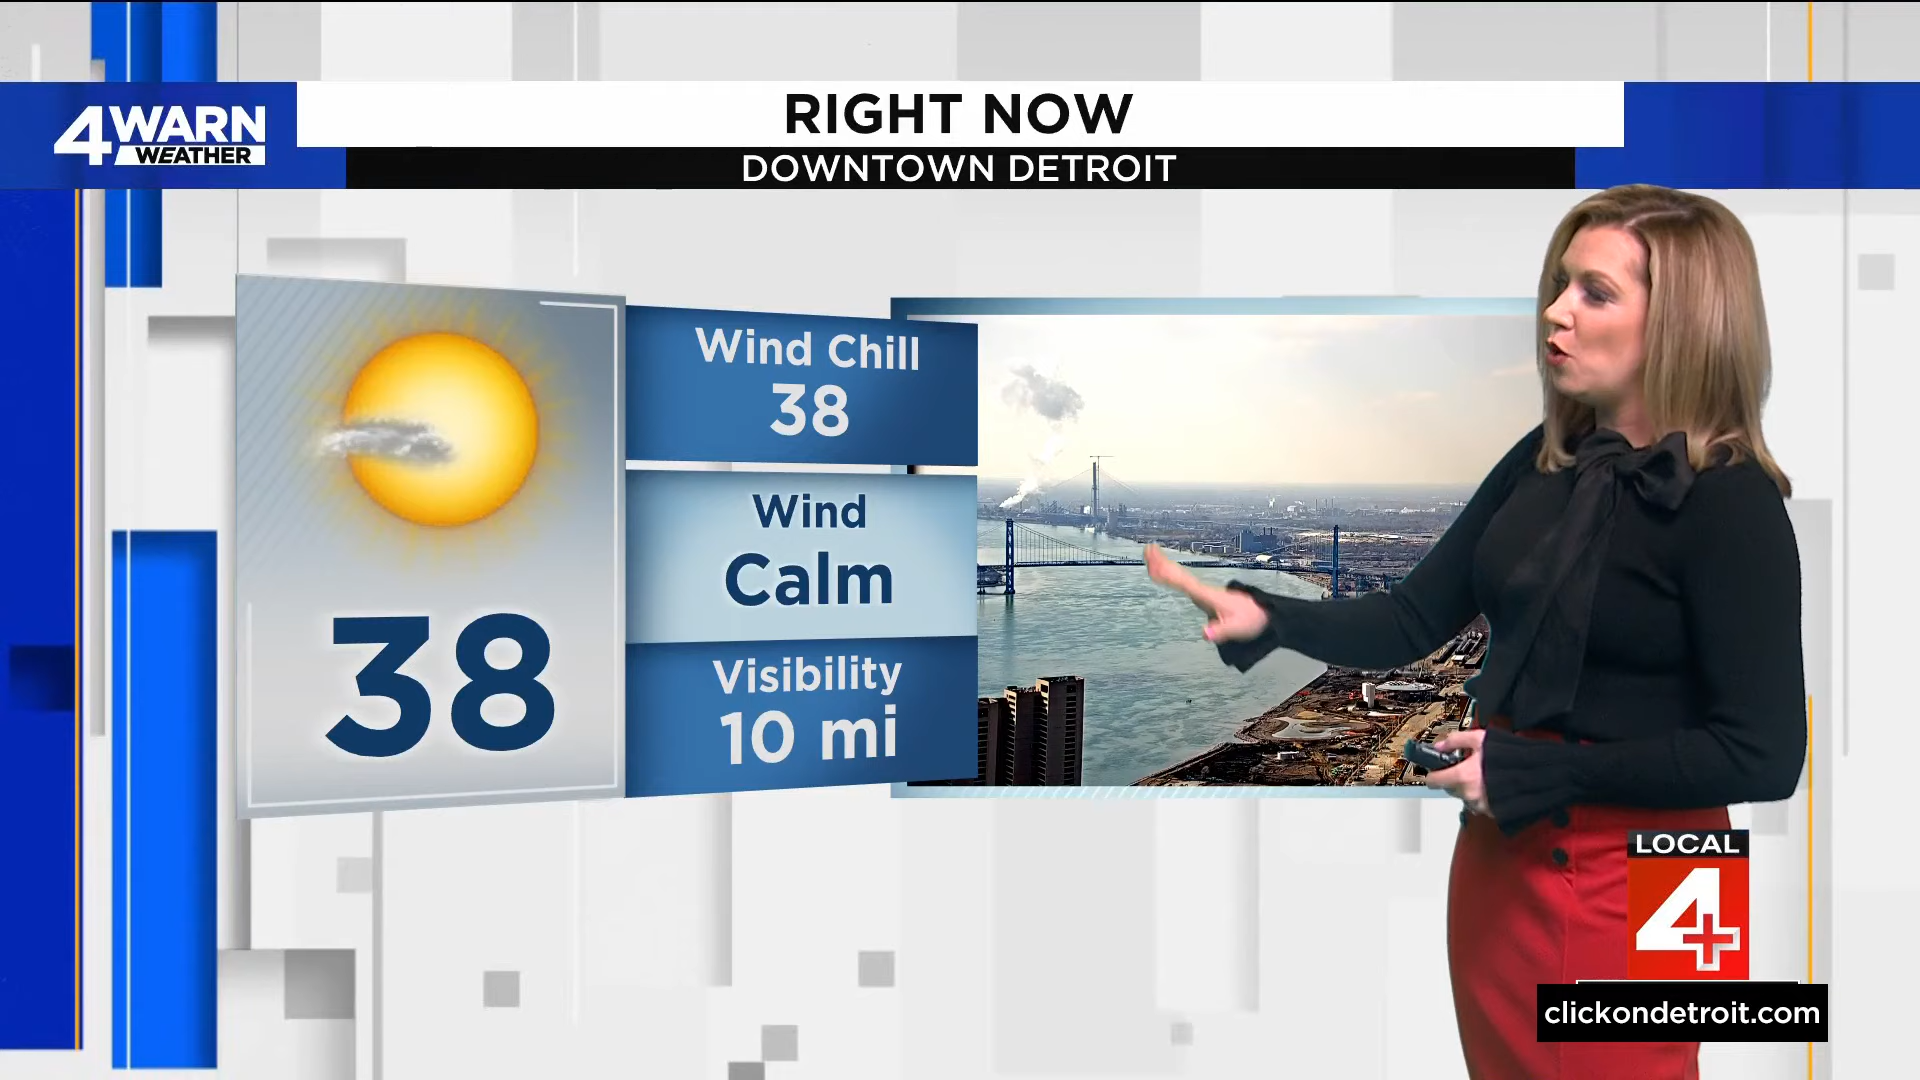 4WARN
WEATHER
RIGHT NOW
DOWNTOWN DETROIT
38
Wind Chill
38
Wind
Calm
Visibility
10 mi
LOCAL
4+
clickondetroit.com